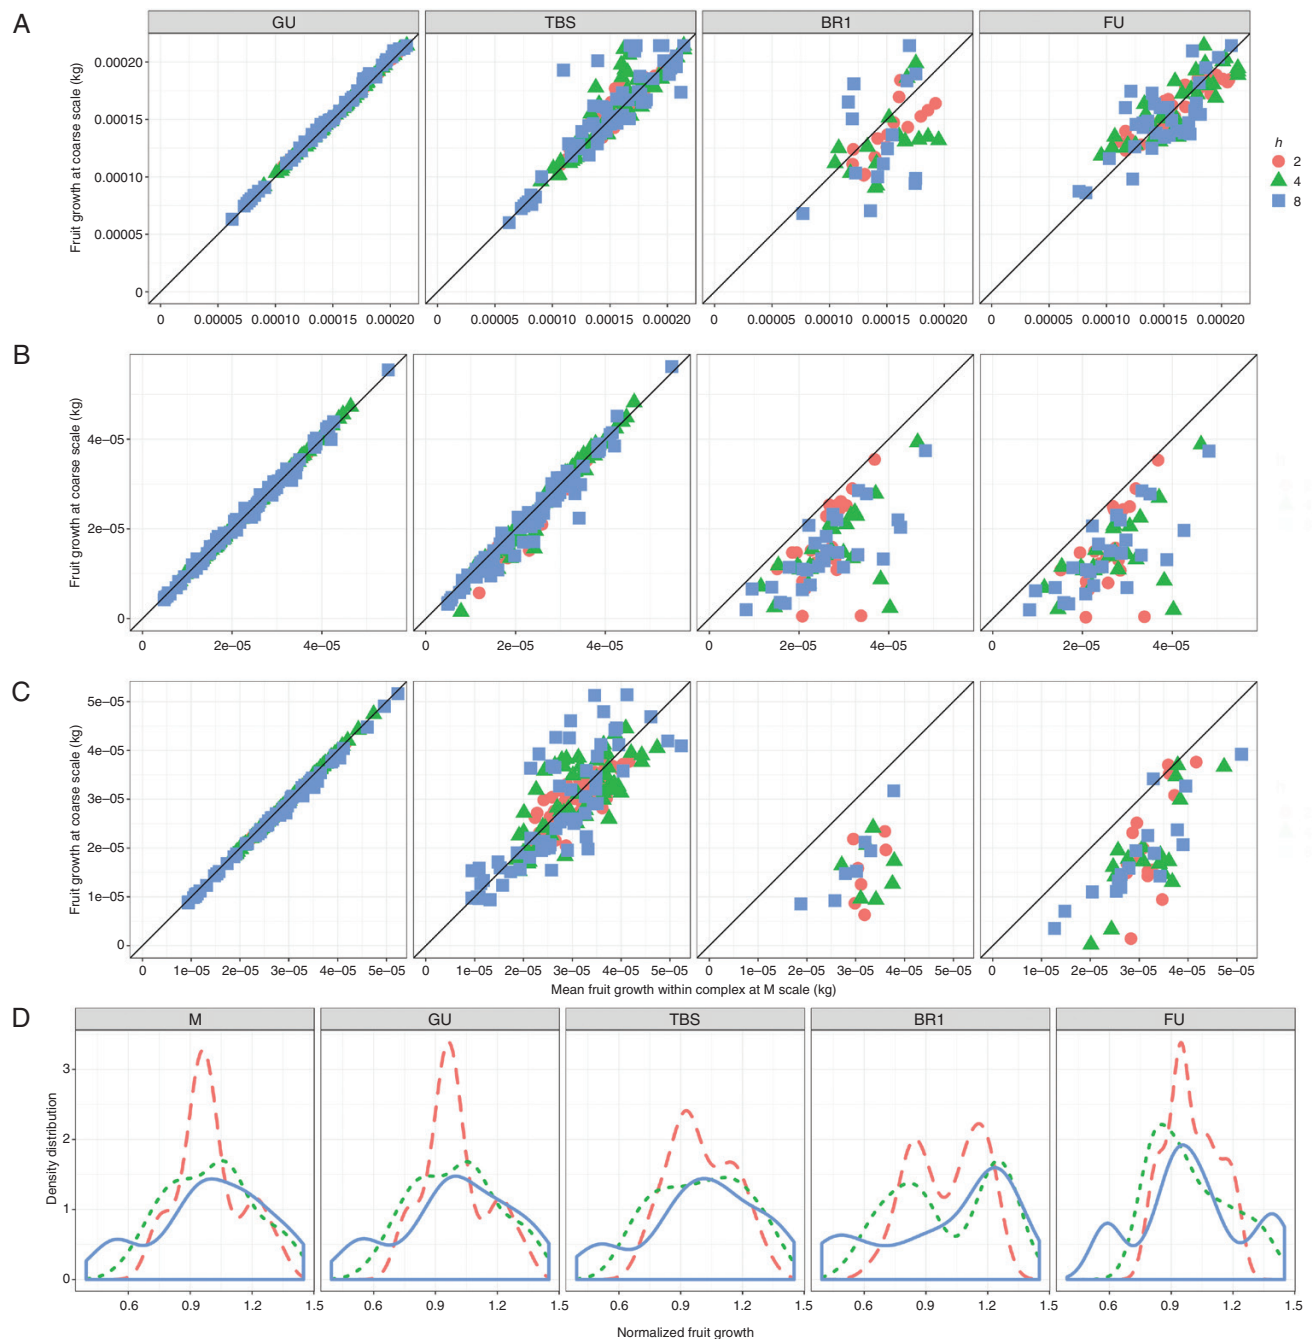 A
GU TBS BR1 FU
Fruit growth at coarse scale (kg)
0.00020
0.00015
0.00010
0.00005
0
0 0.00005 0.00010 0.00015 0.00020 0 0.00005 0.00010 0.00015 0.00020 0 0.00005 0.00010 0.00015 0.00020 0 0.00005 0.00010 0.00015 0.00020
h
2
4
8
B
Fruit growth at coarse scale (kg)
4e–05
2e–05
0
0 2e–05 4e–05 0 2e–05 4e–05 0 2e–05 4e–05 0 2e–05 4e–05
C
Fruit growth at coarse scale (kg)
5e–05
4e–05
3e–05
2e–05
1e–05
0
0 1e–05 2e–05 3e–05 4e–05 5e–05 0 1e–05 2e–05 3e–05 4e–05 5e–05 0 1e–05 2e–05 3e–05 4e–05 5e–05 0 1e–05 2e–05 3e–05 4e–05 5e–05
Mean fruit growth within complex at M scale (kg)
D
M GU TBS BR1 FU
Density distribution
3
2
1
0
0.6 0.9 1.2 1.5 0.6 0.9 1.2 1.5 0.6 0.9 1.2 1.5 0.6 0.9 1.2 1.5 0.6 0.9 1.2 1.5
Normalized fruit growth